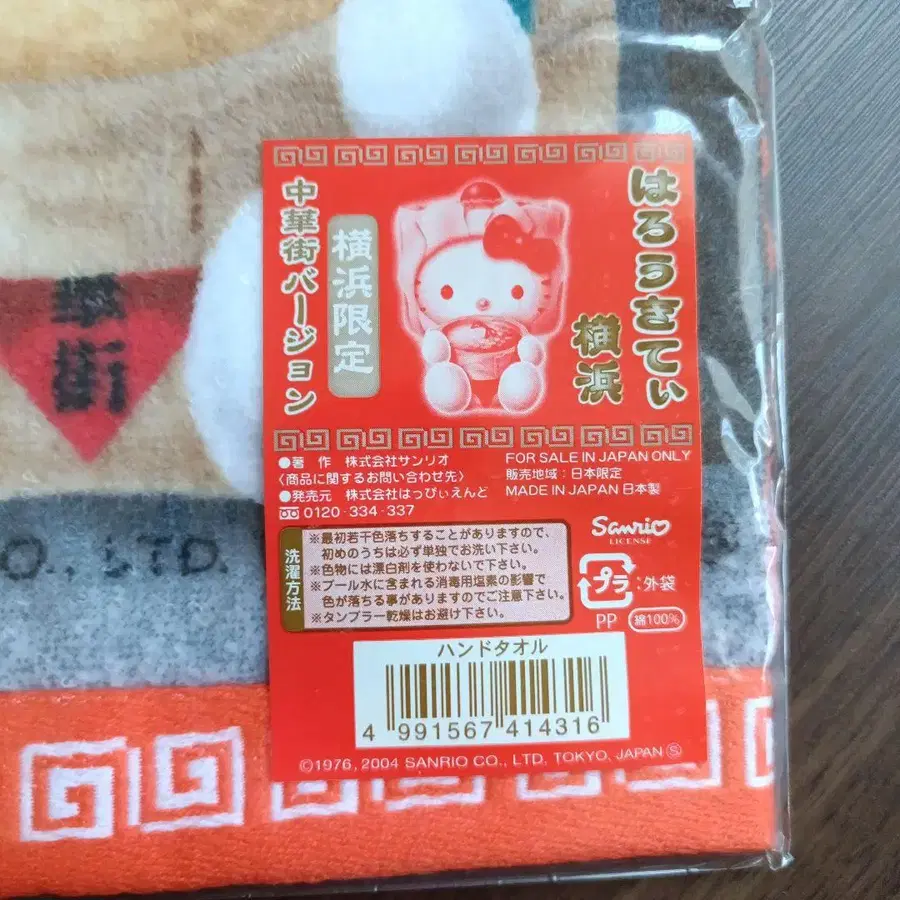 はろうきてぃ
横浜
横浜限定
中華街バージョン
●著 作 株式会社サンリオ
〈商品に関するお問い合わせ先〉
●発売元 株式会社はっぴぃえんど
0120-334-337
FOR SALE IN JAPAN ONLY
販売地域:日本限定
MADE IN JAPAN 日本製
Sanrio
LICENSE
洗濯方法
※最初若干色落ちすることがありますので、
初めのうちは必ず単独でお洗い下さい。
※色物には漂白剤を使わないで下さい。
※プール水に含まれる消毒用塩素の影響で
色が落ちる事がありますのでご注意下さい。
※タンブラー乾燥はお避け下さい。
プラ:外袋
PP 綿100%
ハンドタオル
4 991567 414316
©1976, 2004 SANRIO CO., LTD. TOKYO, JAPAN Ⓢ
華街
O., LTD.